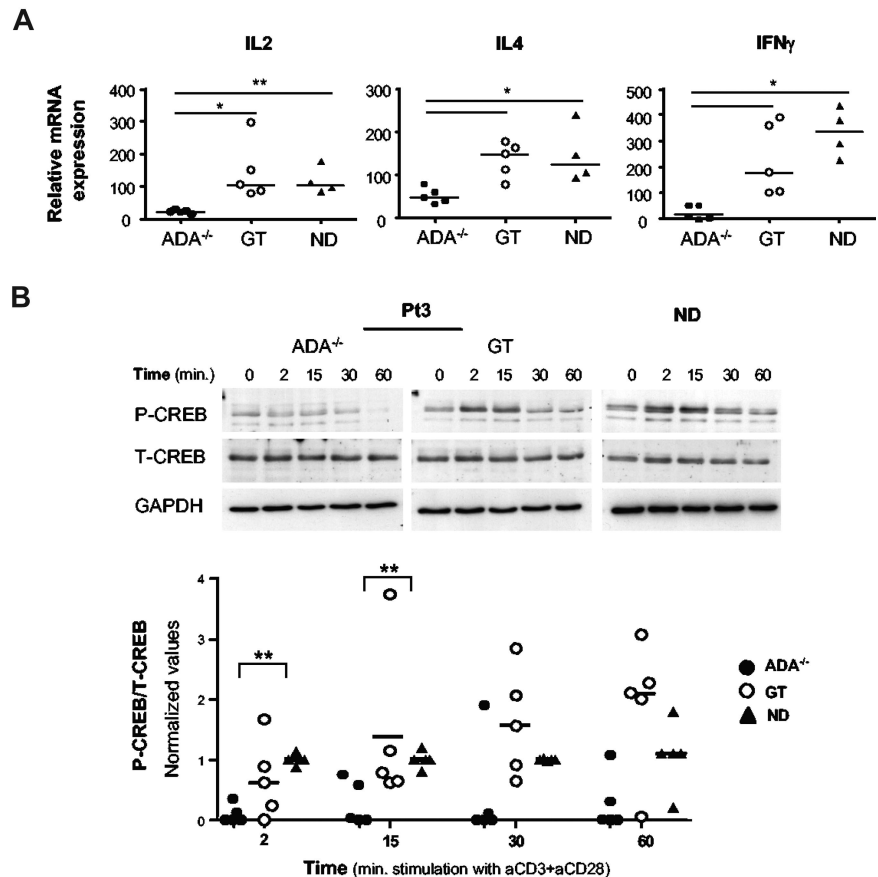 A
IL2 IL4 IFNγ
Relative mRNA expression
400 300 200 100 0
** *
ADA-/- GT ND
300 200 100 0
*
ADA-/- GT ND
500 400 300 200 100 0
*
ADA-/- GT ND
B
Pt3 ND
ADA-/- GT
Time (min.) 0 2 15 30 60 0 2 15 30 60 0 2 15 30 60
P-CREB
T-CREB
GAPDH
P-CREB/T-CREB
Normalized values
4 3 2 1 0
** **
ADA-/-
GT
ND
2 15 30 60
Time (min. stimulation with aCD3+aCD28)